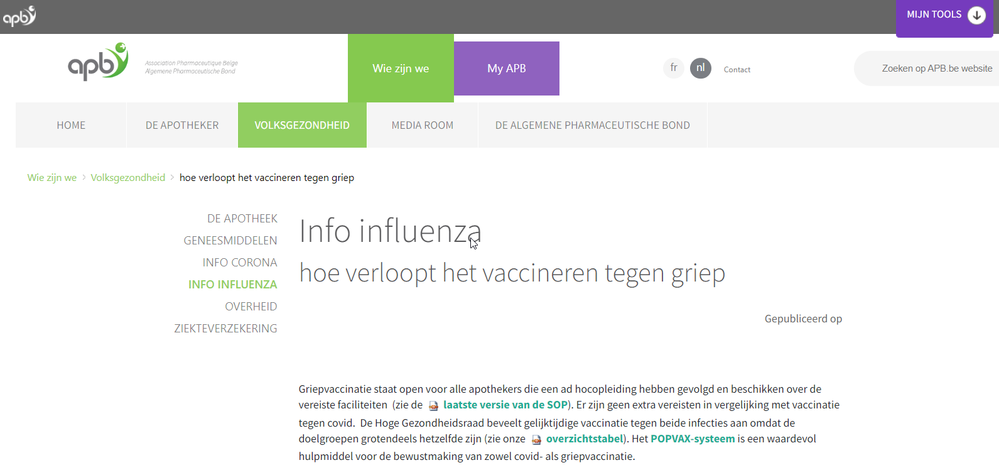 apb
MIJN TOOLS
apb
Association Pharmaceutique Belge
Algemene Pharmaceutische Bond
Wie zijn we
My APB
fr
nl
Contact
Zoeken op APB.be website
HOME
DE APOTHEKER
VOLKSGEZONDHEID
MEDIA ROOM
DE ALGEMENE PHARMACEUTISCHE BOND
Wie zijn we > Volksgezondheid > hoe verloopt het vaccineren tegen griep
DE APOTHEEK
GENEESMIDDELEN
INFO CORONA
INFO INFLUENZA
OVERHEID
ZIEKTEVERZEKERING
Info influenza
hoe verloopt het vaccineren tegen griep
Gepubliceerd op
Griepvaccinatie staat open voor alle apothekers die een ad hocopleiding hebben gevolgd en beschikken over de
vereiste faciliteiten (zie de laatste versie van de SOP). Er zijn geen extra vereisten in vergelijking met vaccinatie
tegen covid. De Hoge Gezondheidsraad beveelt gelijktijdige vaccinatie tegen beide infecties aan omdat de
doelgroepen grotendeels hetzelfde zijn (zie onze overzichtstabel). Het POPVAX-systeem is een waardevol
hulpmiddel voor de bewustmaking van zowel covid- als griepvaccinatie.